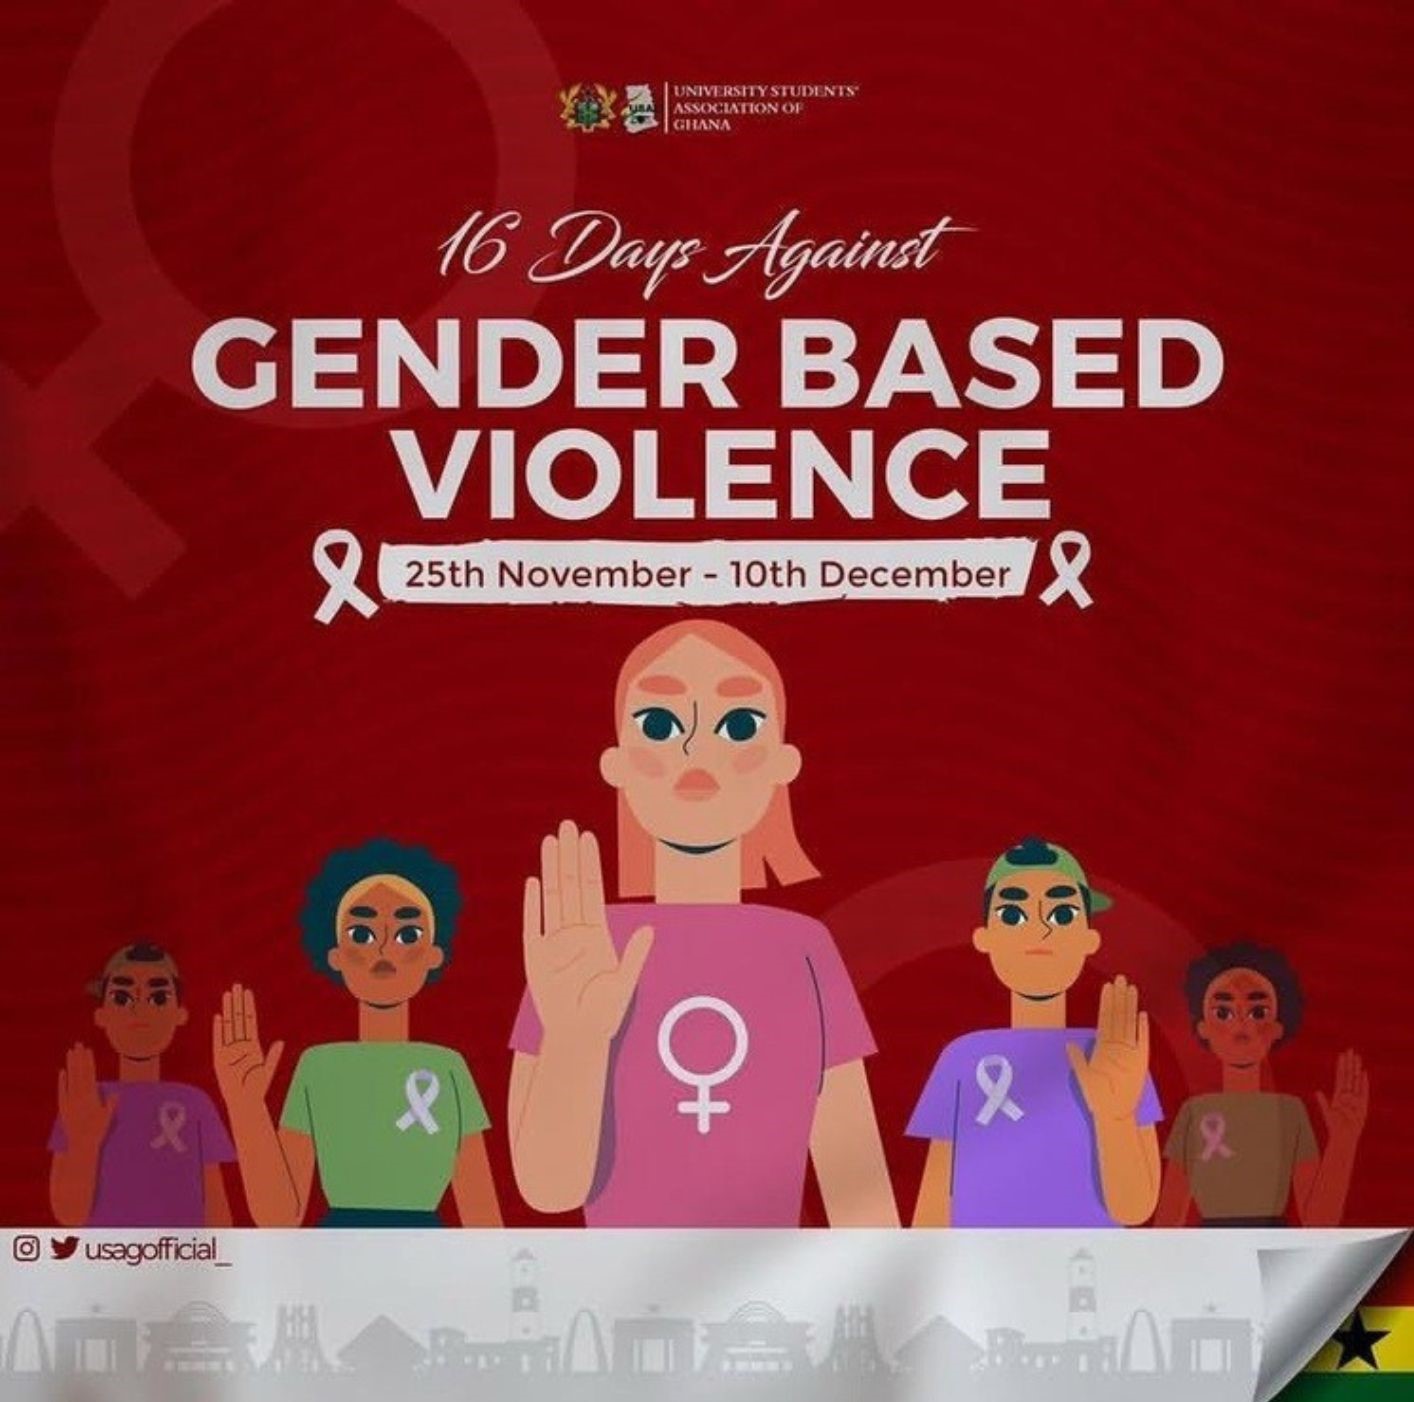 UNIVERSITY STUDENTS'
ASSOCIATION OF
GHANA
16 Days Against
GENDER BASED
VIOLENCE
25th November - 10th December
usagofficial_